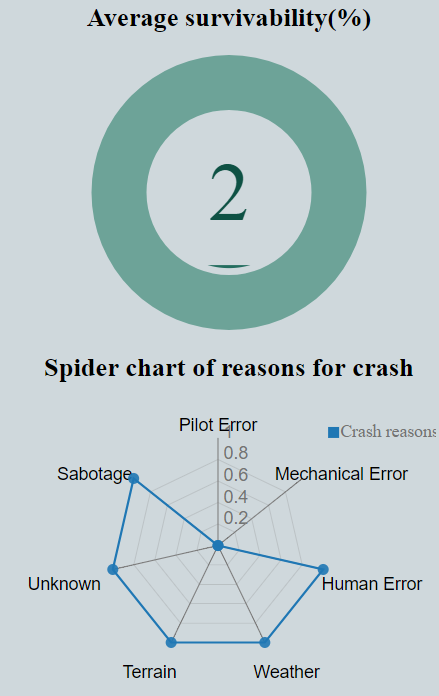 Average survivability(%)
2
Spider chart of reasons for crash
Pilot Error
1
Crash reasons
0.8
Sabotage
Mechanical Error
0.6
0.4
0.2
Unknown
Human Error
Terrain
Weather